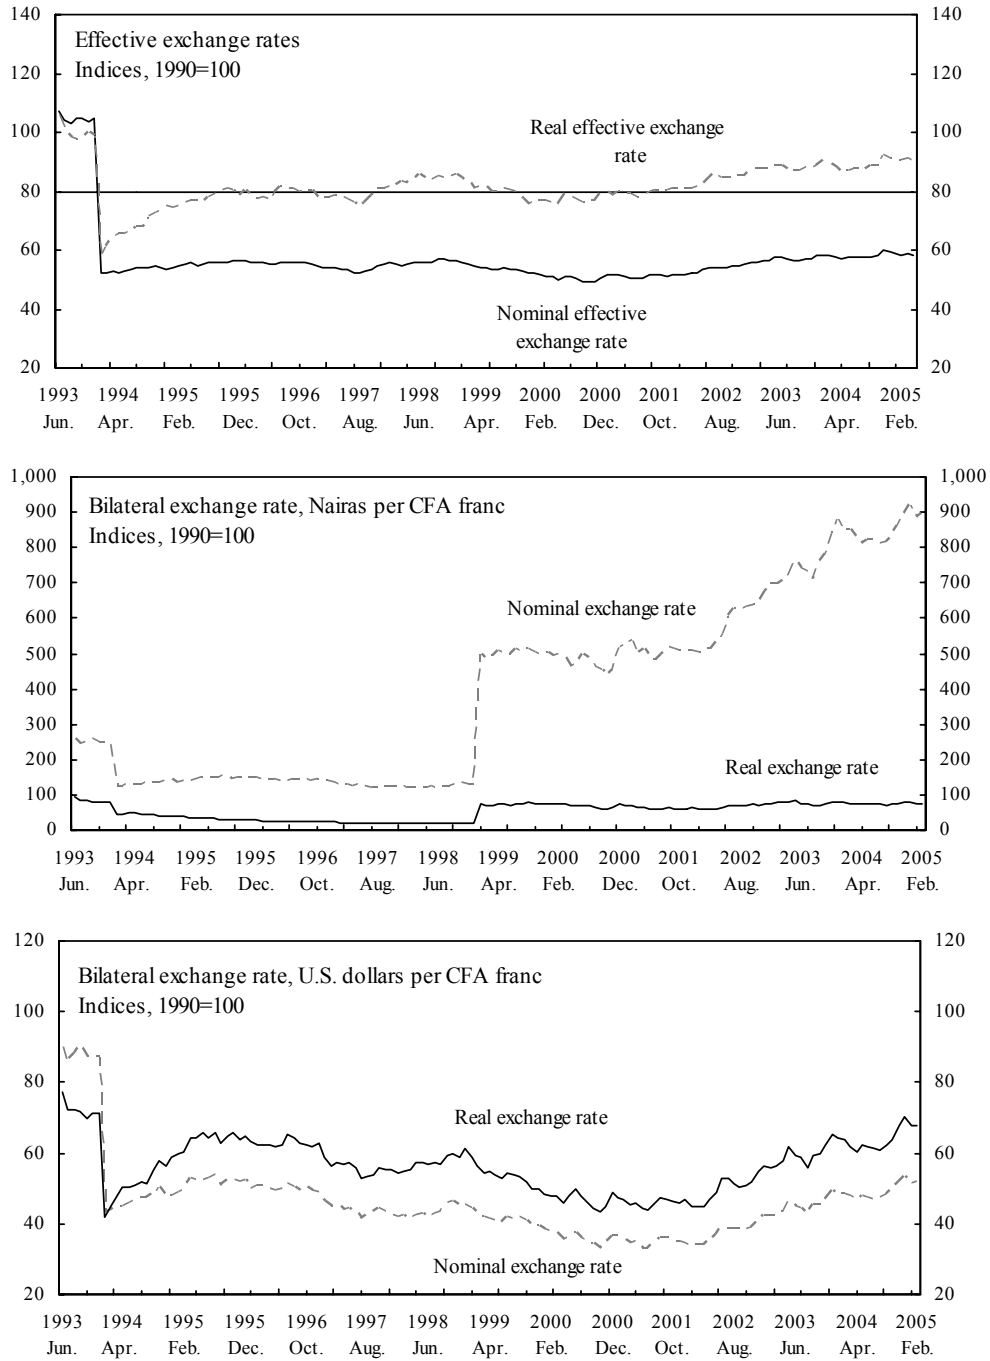 140 140
Effective exchange rates
Indices, 1990=100
120 120
Real effective exchange
rate
100 100
80 80
60 60
Nominal effective
exchange rate
40 40
20 20
1993 1994 1995 1995 1996 1997 1998 1999 2000 2000 2001 2002 2003 2004 2005
Jun. Apr. Feb. Dec. Oct. Aug. Jun. Apr. Feb. Dec. Oct. Aug. Jun. Apr. Feb.
1,000 1,000
Bilateral exchange rate, Nairas per CFA franc
Indices, 1990=100
900 900
800 800
700 700
Nominal exchange rate
600 600
500 500
400 400
300 300
200 200
Real exchange rate
100 100
0 0
1993 1994 1995 1995 1996 1997 1998 1999 2000 2000 2001 2002 2003 2004 2005
Jun. Apr. Feb. Dec. Oct. Aug. Jun. Apr. Feb. Dec. Oct. Aug. Jun. Apr. Feb.
120 120
Bilateral exchange rate, U.S. dollars per CFA franc
Indices, 1990=100
100 100
80 80
Real exchange rate
60 60
40 40
Nominal exchange rate
20 20
1993 1994 1995 1995 1996 1997 1998 1999 2000 2000 2001 2002 2003 2004 2005
Jun. Apr. Feb. Dec. Oct. Aug. Jun. Apr. Feb. Dec. Oct. Aug. Jun. Apr. Feb.